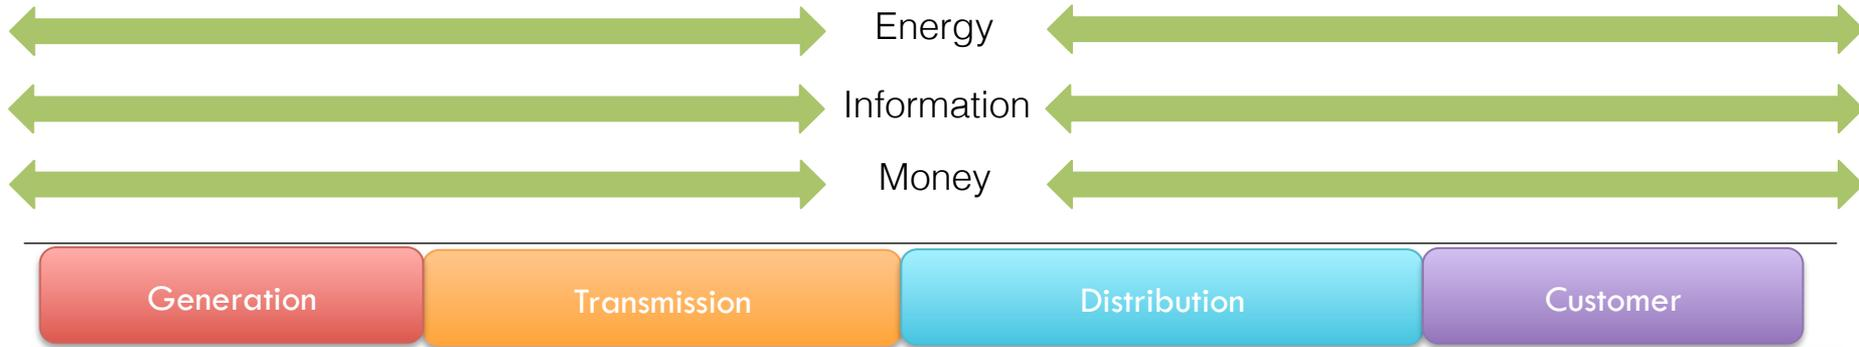 Energy
Information
Money
Generation Transmission Distribution Customer